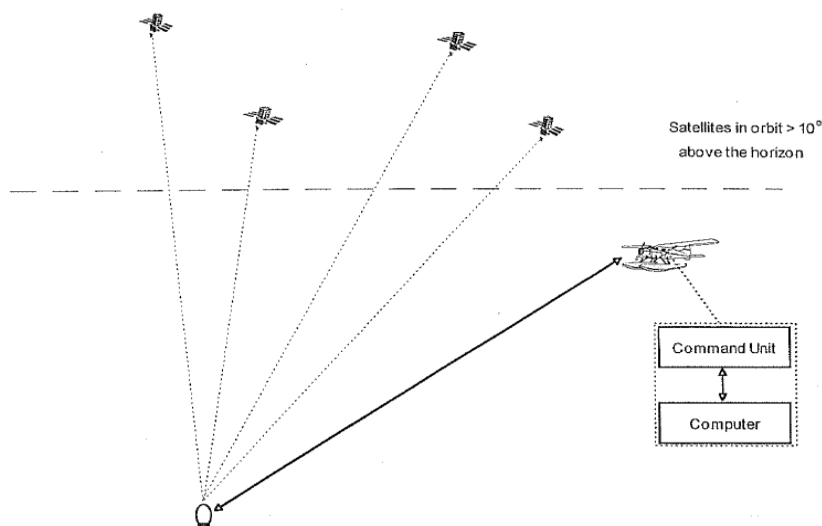 Satellites in orbit > 10°
above the horizon
Command Unit
Computer